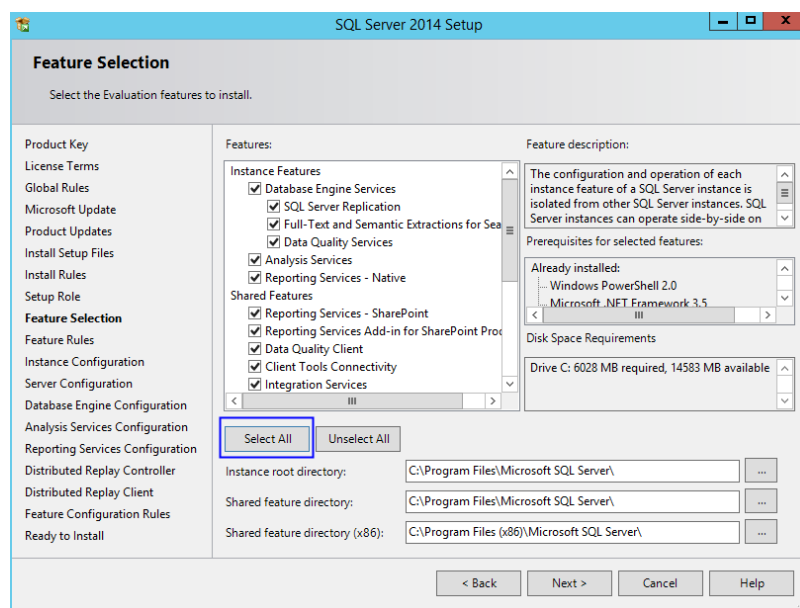 SQL Server 2014 Setup
Feature Selection
Select the Evaluation features to install.
Product Key
License Terms
Global Rules
Microsoft Update
Product Updates
Install Setup Files
Install Rules
Setup Role
Feature Selection
Feature Rules
Instance Configuration
Server Configuration
Database Engine Configuration
Analysis Services Configuration
Reporting Services Configuration
Distributed Replay Controller
Distributed Replay Client
Feature Configuration Rules
Ready to Install
Features:
Instance Features
Database Engine Services
SQL Server Replication
Full-Text and Semantic Extractions for Sea
Data Quality Services
Analysis Services
Reporting Services - Native
Shared Features
Reporting Services - SharePoint
Reporting Services Add-in for SharePoint Proc
Data Quality Client
Client Tools Connectivity
Integration Services
Feature description:
The configuration and operation of each
instance feature of a SQL Server instance is
isolated from other SQL Server instances. SQL
Server instances can operate side-by-side on
Prerequisites for selected features:
Already installed:
Windows PowerShell 2.0
Microsoft .NET Framework 3.5
Disk Space Requirements
Drive C: 6028 MB required, 14583 MB available
Select All
Unselect All
Instance root directory:
C:\Program Files\Microsoft SQL Server\
...
Shared feature directory:
C:\Program Files\Microsoft SQL Server\
...
Shared feature directory (x86):
C:\Program Files (x86)\Microsoft SQL Server\
...
< Back
Next >
Cancel
Help